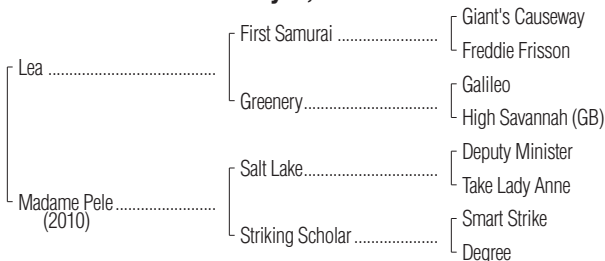 Giant's Causeway
First Samurai ....................
Freddie Frisson
Lea ....................................
Galileo
Greenery........................
High Savannah (GB)
Deputy Minister
Salt Lake........................
Take Lady Anne
Madame Pele .....................
(2010)
Smart Strike
Striking Scholar .................
Degree